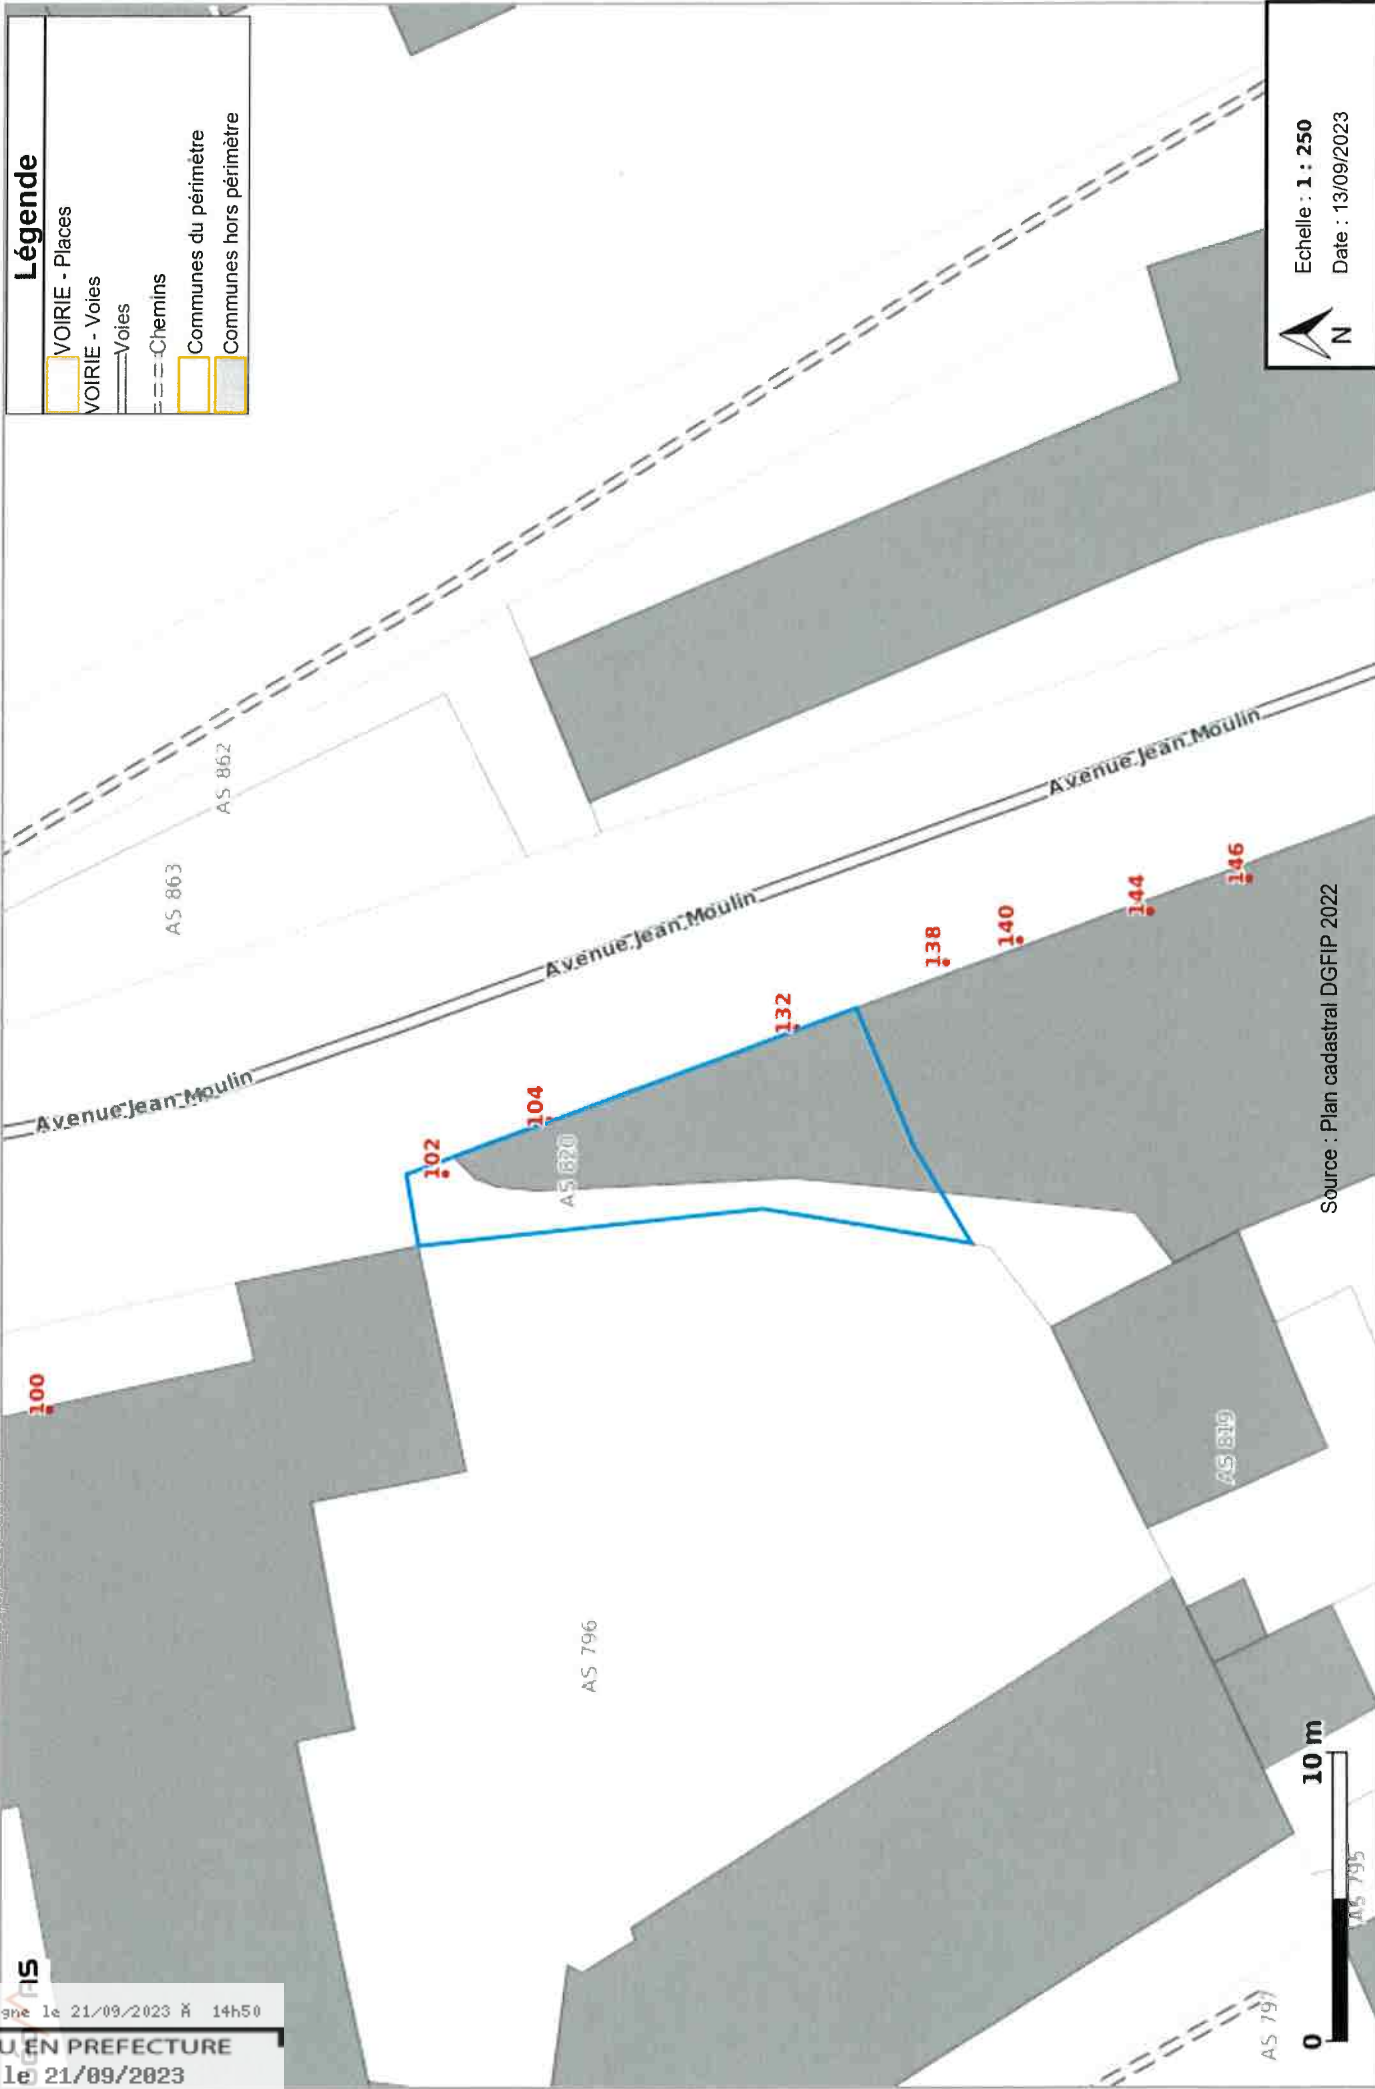 Légende
VOIRIE - Places
VOIRIE - Voies
Voies
Chemins
Communes du périmètre
Communes hors périmètre
AS 862
AS 863
Avenue Jean Moulin
Avenue Jean Moulin
Avenue Jean Moulin
100
102
104
132
138
140
144
146
AS 820
AS 796
AS 819
AS 795
AS 797
Echelle : 1 : 250
Date : 13/09/2023
N
Source : Plan cadastral DGFIP 2022
0
10 m
gne le 21/09/2023 à 14h50
U EN PREFECTURE
le 21/09/2023